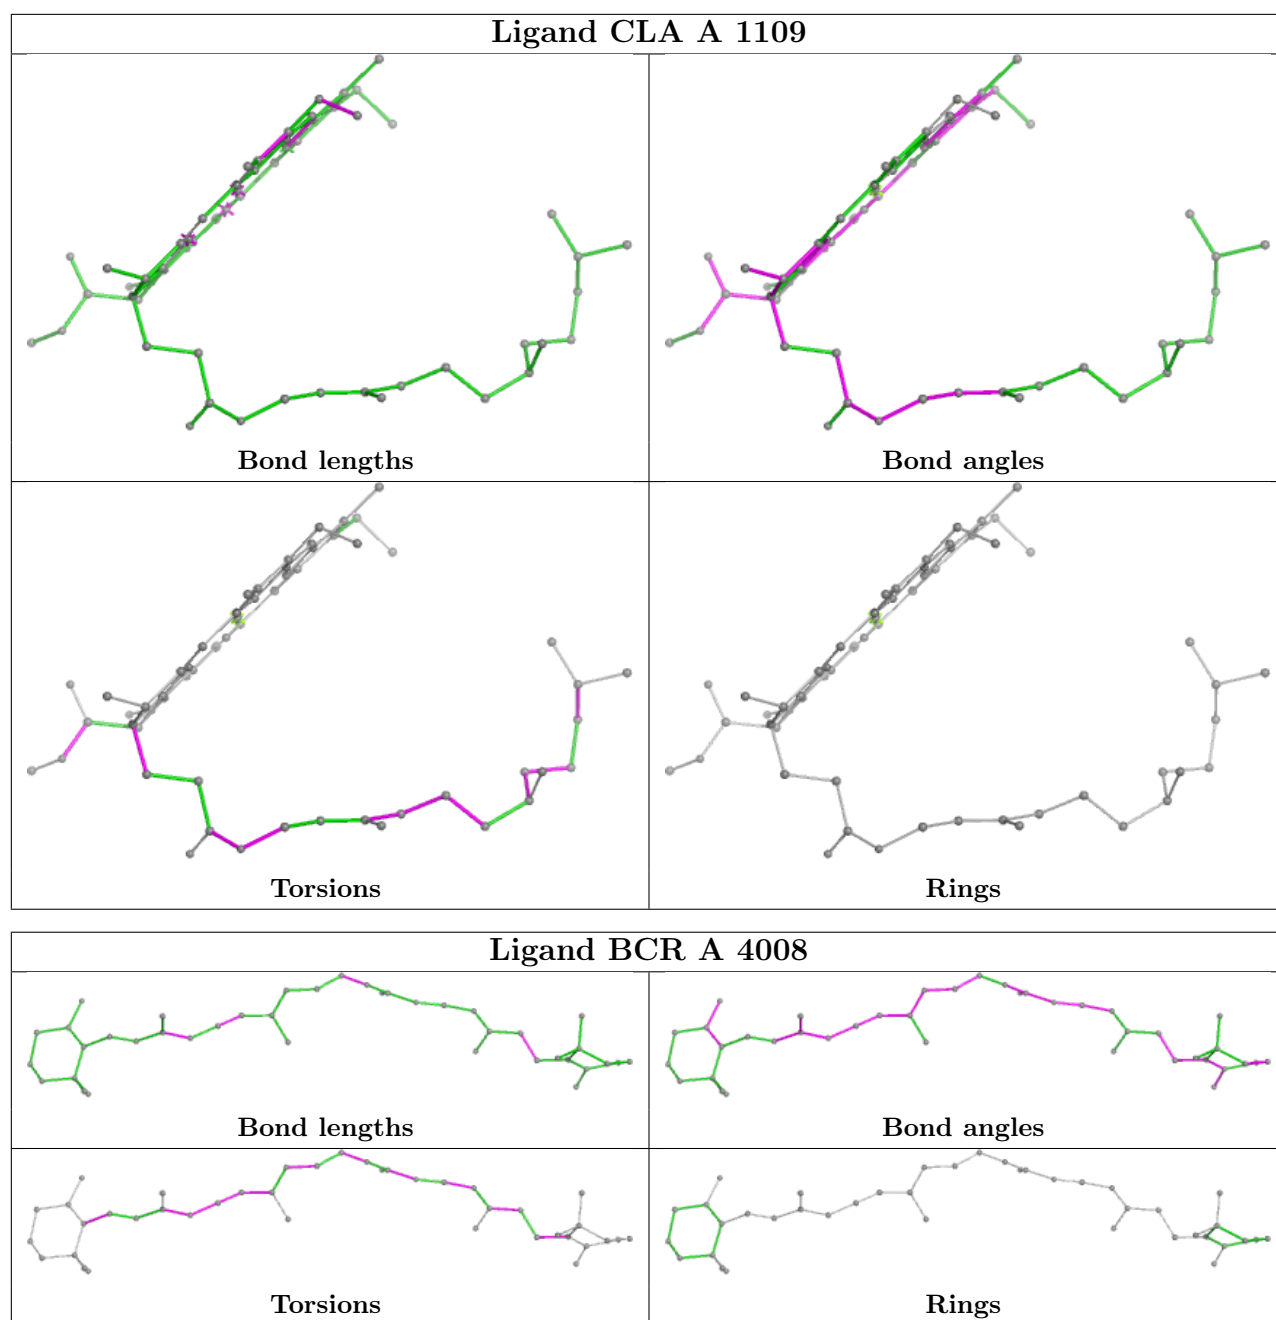 Ligand CLA A 1109
Bond lengths
Bond angles
Torsions
Rings
Ligand BCR A 4008
Bond lengths
Bond angles
Torsions
Rings